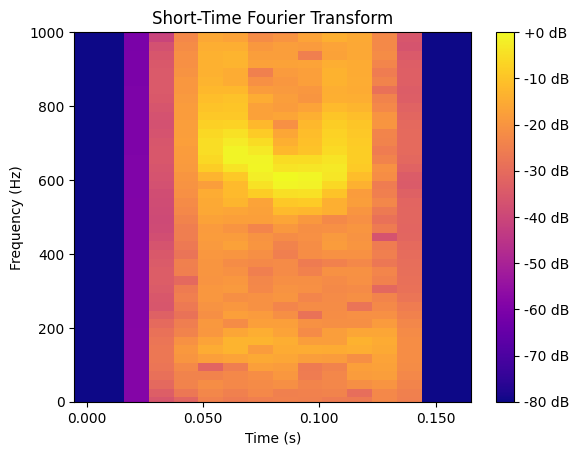 Short-Time Fourier Transform
Frequency (Hz)
1000
800
600
400
200
0
0.000
0.050
0.100
0.150
Time (s)
+0 dB
-10 dB
-20 dB
-30 dB
-40 dB
-50 dB
-60 dB
-70 dB
-80 dB